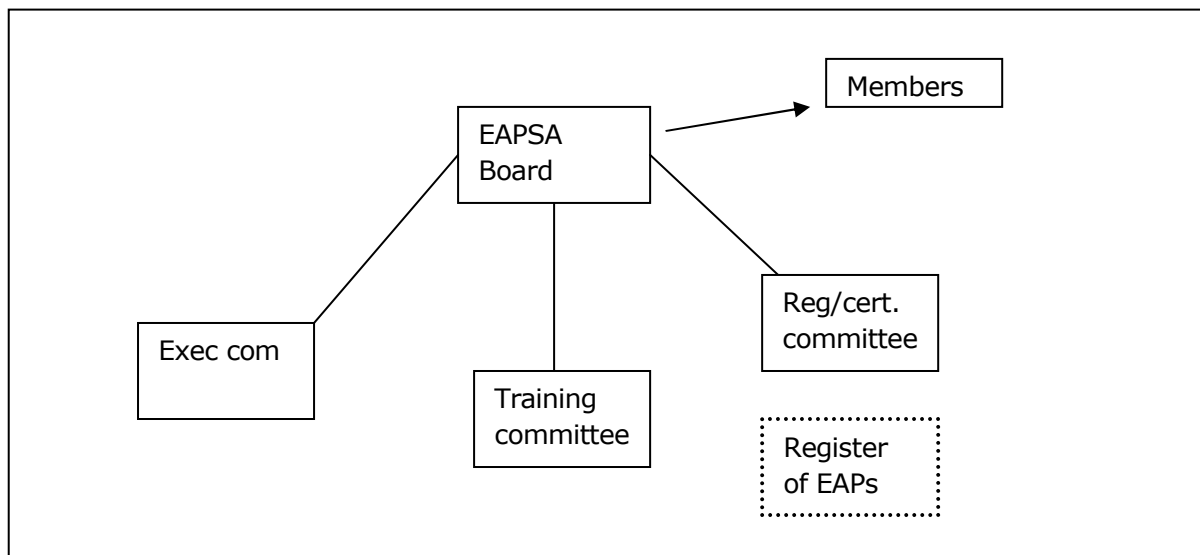 Members
EAPSA
Board
Reg/cert.
committee
Exec com
Training
committee
Register
of EAPs